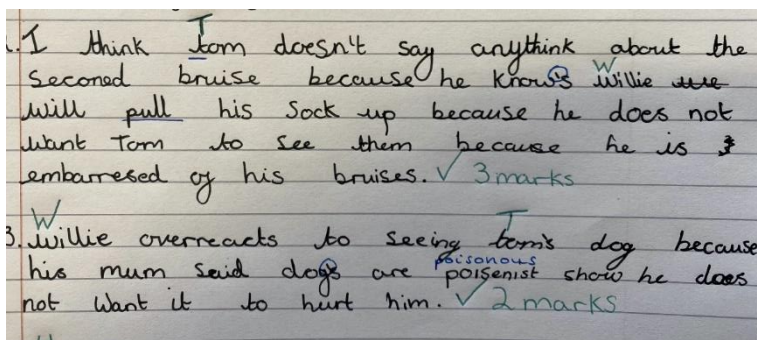 T
1. I think tom doesn't say anythink about the
W
seconed bruise because he know's willie
will pull his sock up because he does not
want Tom to see them because he is
embarresed of his bruises. ✓ 3 marks
W T
3. willie overreacts to seeing tom's dog because
poisonous
his mum said dog's are poisenist show he does
not want it to hurt him. ✓ 2 marks